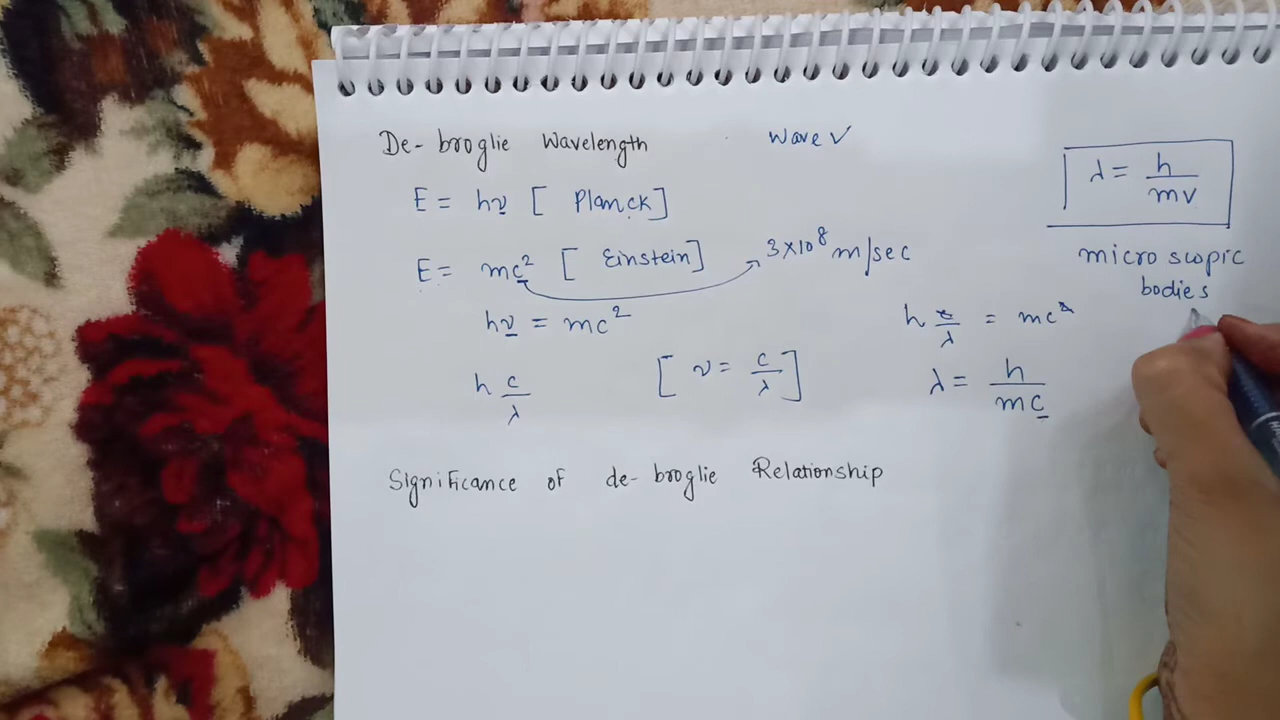 De-broglie Wavelength
Wave √
E = hν [ Planck ]
E = mc² [ Einstein ]
3×10⁸ m/sec
hν = mc²
h c/λ
[ ν = c/λ ]
λ = h/mv
micro scopic
bodies
h c/λ = mc²
λ = h/mc
Significance of de-broglie Relationship